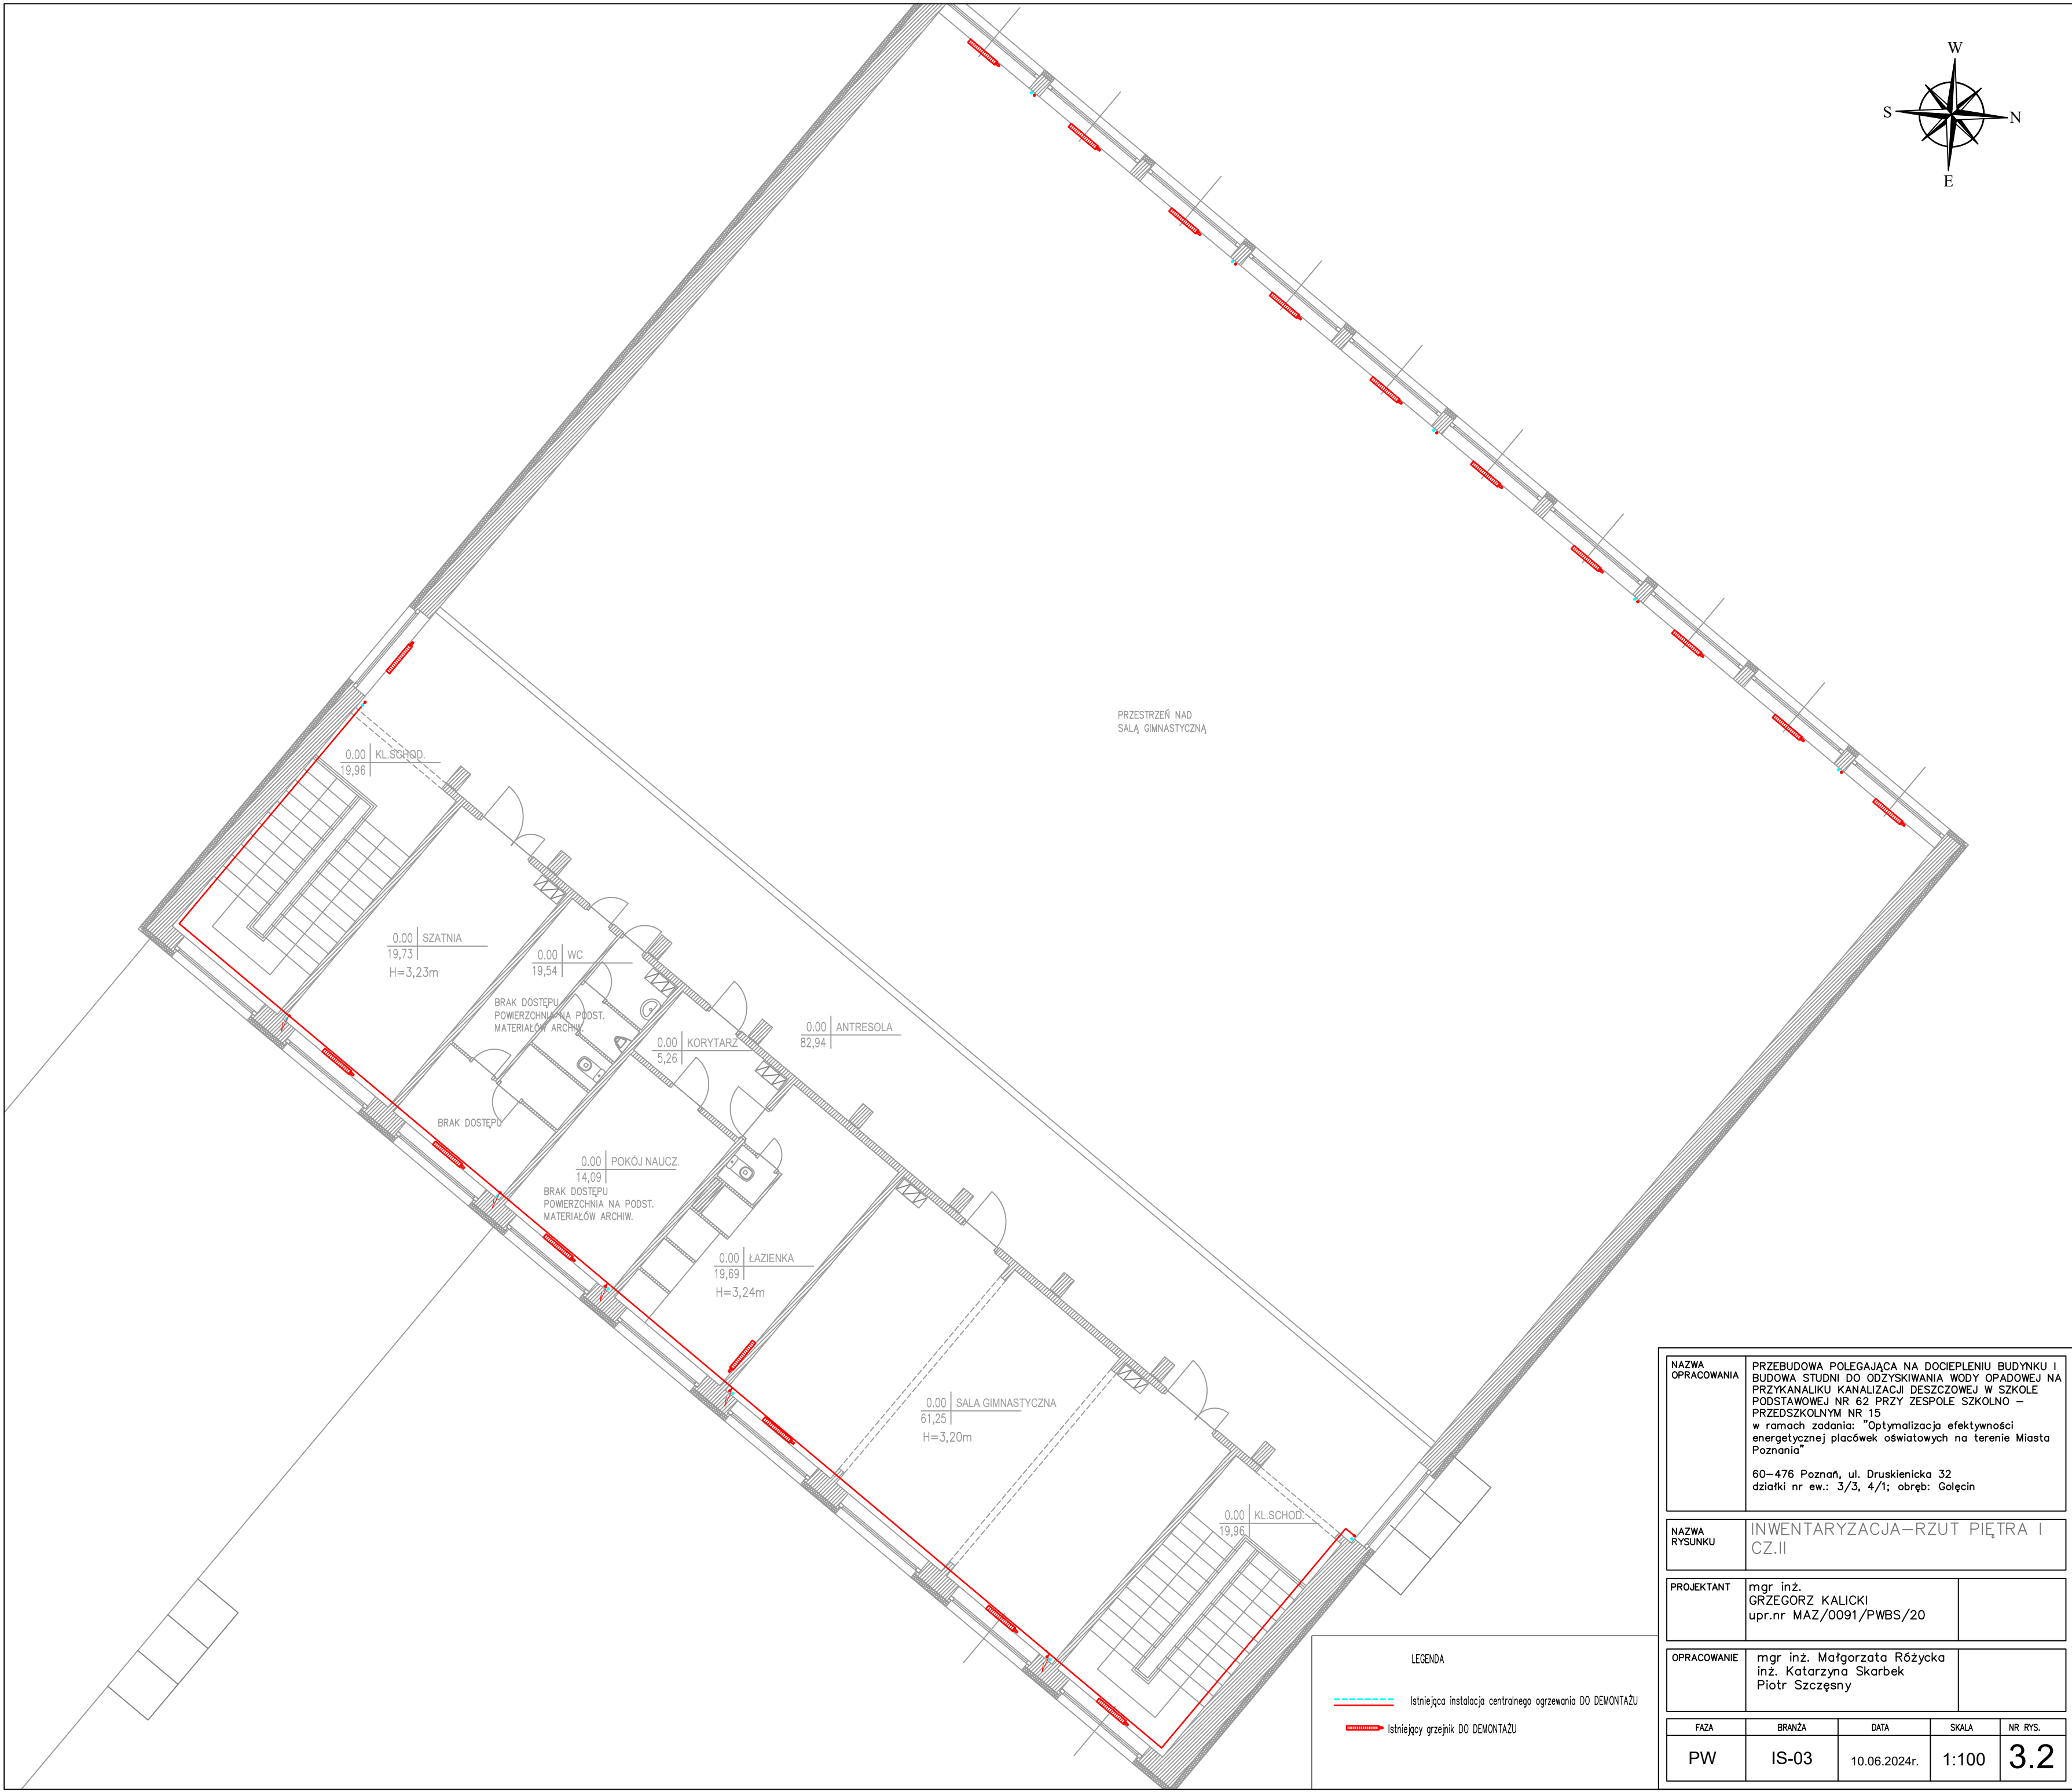 W
S
N
E
PRZESTRZEŃ NAD
SALĄ GIMNASTYCZNĄ
0.00 KL.SCHOD.
19,96
0.00 SZATNIA
19,73
H=3,23m
0.00 WC
19,54
BRAK DOSTĘPU
POWIERZCHNIA NA PODST.
MATERIAŁÓW ARCHIW.
BRAK DOSTĘPU
0.00 KORYTARZ
5,26
0.00 ANTRESOLA
82,94
0.00 POKÓJ NAUCZ.
14,09
BRAK DOSTĘPU
POWIERZCHNIA NA PODST.
MATERIAŁÓW ARCHIW.
0.00 ŁAZIENKA
19,69
H=3,24m
0.00 SALA GIMNASTYCZNA
61,25
H=3,20m
0.00 KL.SCHOD.
19,96
LEGENDA
Istniejąca instalacja centralnego ogrzewania DO DEMONTAŻU
Istniejący grzejnik DO DEMONTAŻU
NAZWA
OPRACOWANIA
PRZEBUDOWA POLEGAJĄCA NA DOCIEPLENIU BUDYNKU I
BUDOWA STUDNI DO ODZYSKIWANIA WODY OPADOWEJ NA
PRZYKANALIKU KANALIZACJI DESZCZOWEJ W SZKOLE
PODSTAWOWEJ NR 62 PRZY ZESPOLE SZKOLNO –
PRZEDSZKOLNYM NR 15
w ramach zadania: "Optymalizacja efektywności
energetycznej placówek oświatowych na terenie Miasta
Poznania"
60–476 Poznań, ul. Druskienicka 32
działki nr ew.: 3/3, 4/1; obręb: Golęcin
NAZWA
RYSUNKU
INWENTARYZACJA–RZUT PIĘTRA I
CZ.II
PROJEKTANT
mgr inż.
GRZEGORZ KALICKI
upr.nr MAZ/0091/PWBS/20
OPRACOWANIE
mgr inż. Małgorzata Różycka
inż. Katarzyna Skarbek
Piotr Szczęsny
FAZA BRANŻA DATA SKALA NR RYS.
PW IS-03 10.06.2024r. 1:100 3.2